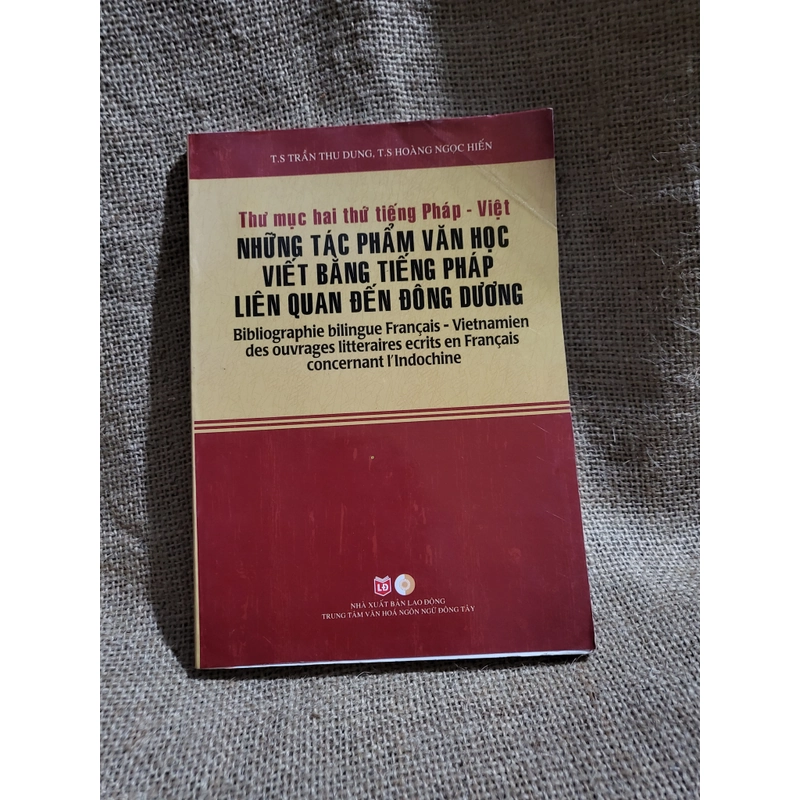 T.S TRẦN THU DUNG, T.S HOÀNG NGỌC HIẾN
Thư mục hai thứ tiếng Pháp - Việt
NHỮNG TÁC PHẨM VĂN HỌC
VIẾT BẰNG TIẾNG PHÁP
LIÊN QUAN ĐẾN ĐÔNG DƯƠNG
Bibliographie bilingue Français - Vietnamien
des ouvrages litteraires ecrits en Français
concernant l'Indochine
LĐ
NHÀ XUẤT BẢN LAO ĐỘNG
TRUNG TÂM VĂN HOÁ NGÔN NGỮ ĐÔNG TÂY